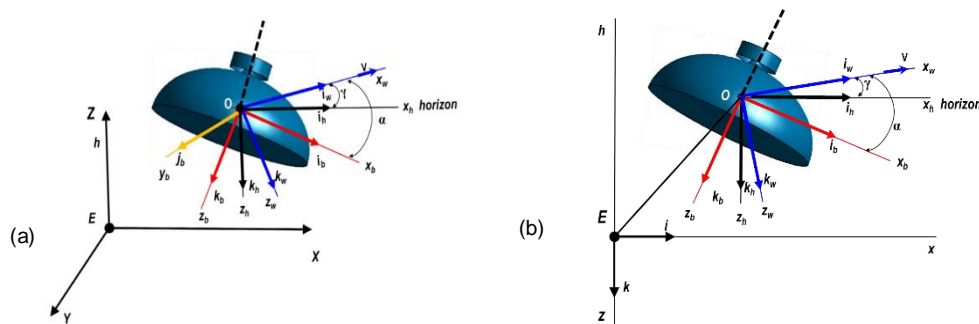 Z
h
E
X
Y
(a)
O
V
x_w
i_w
γ
i_h
x_h horizon
α
i_b
x_b
j_b
y_b
k_b
z_b
k_h
z_h
k_w
z_w
(b)
h
O
V
x_w
i_w
γ
i_h
x_h horizon
α
i_b
x_b
k_b
z_b
k_h
z_h
k_w
z_w
E
i
x
k
z